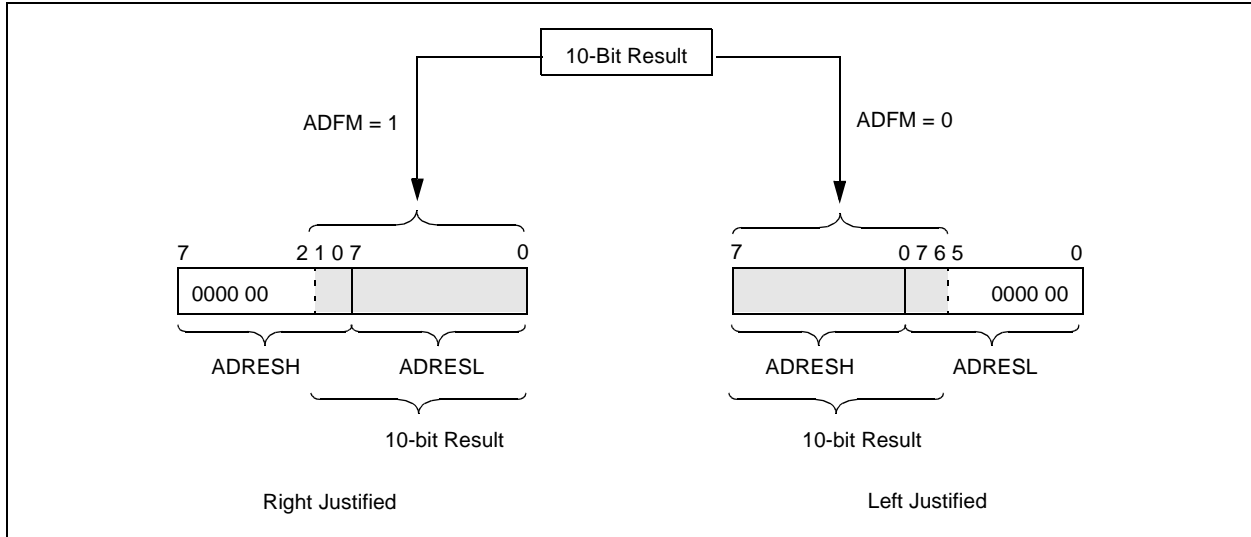 10-Bit Result
ADFM = 1
ADFM = 0
7 2 1 0 7 0
7 0 7 6 5 0
0000 00
0000 00
ADRESH ADRESL
ADRESH ADRESL
10-bit Result
10-bit Result
Right Justified
Left Justified